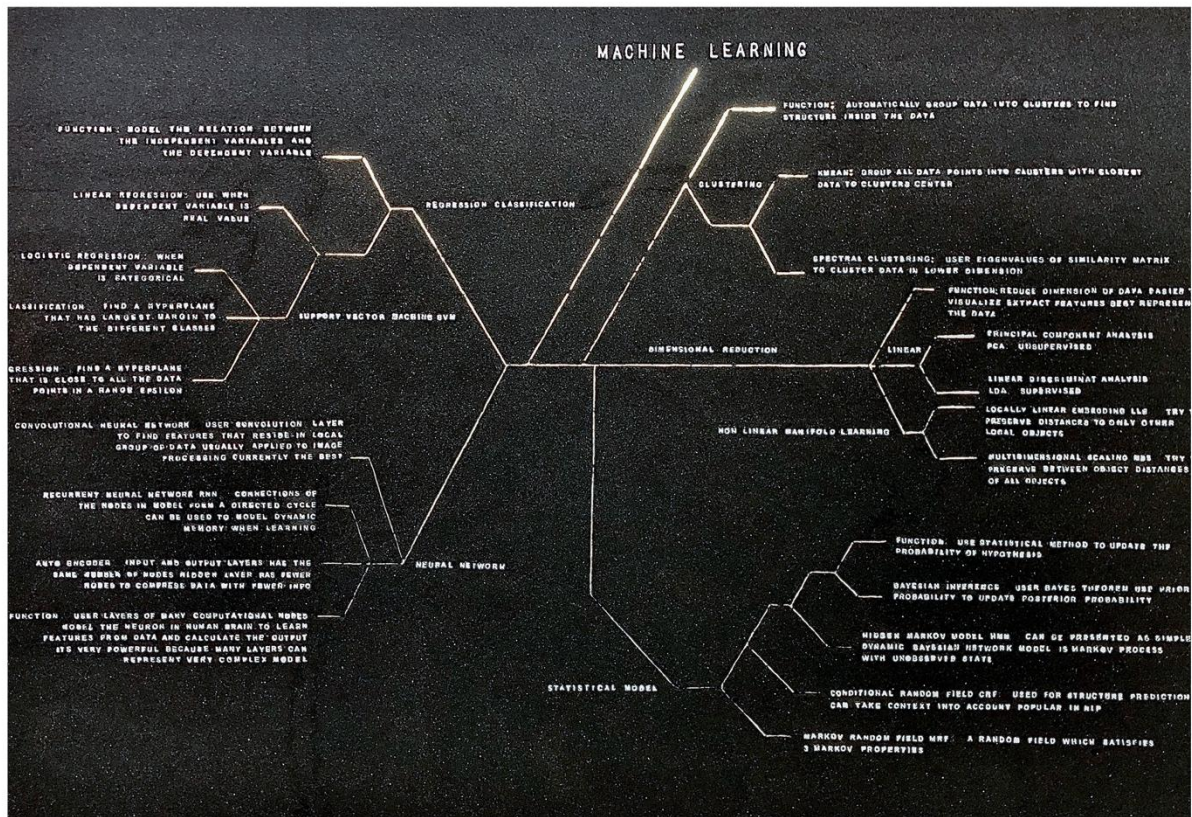 MACHINE LEARNING
FUNCTION: MODEL THE RELATION BETWEEN
THE INDEPENDENT VARIABLES AND
THE DEPENDENT VARIABLE
LINEAR REGRESSION: USE WHEN
DEPENDENT VARIABLE IS
REAL VALUE
REGRESSION CLASSIFICATION
LOGISTIC REGRESSION: WHEN
DEPENDENT VARIABLE
IS CATEGORICAL
LASSIFICATION: FIND A HYPERPLANE
THAT HAS LARGEST MARGIN TO
THE DIFFERENT CLASSES
SUPPORT VECTOR MACHINE SVM
GRESSION: FIND A HYPERPLANE
THAT IS CLOSE TO ALL THE DATA
POINTS IN A RANGE EPSILON
CONVOLUTIONAL NEURAL NETWORK: USER CONVOLUTION LAYER
TO FIND FEATURES THAT RESIDE IN LOCAL
GROUP OF DATA USUALLY APPLIED TO IMAGE
PROCESSING CURRENTLY THE BEST
RECURRENT NEURAL NETWORK RNN: CONNECTIONS OF
THE NODES IN MODEL FORM A DIRECTED CYCLE
CAN BE USED TO MODEL DYNAMIC
MEMORY WHEN LEARNING
AUTO ENCODER: INPUT AND OUTPUT LAYERS HAS THE
SAME NUMBER OF NODES HIDDEN LAYER HAS FEWER
NODES TO COMPRESS DATA WITH FEWER INFO
NEURAL NETWORK
FUNCTION: USER LAYERS OF MANY COMPUTATIONAL NODES
MODEL THE NEURON IN HUMAN BRAIN TO LEARN
FEATURES FROM DATA AND CALCULATE THE OUTPUT
ITS VERY POWERFUL BECAUSE MANY LAYERS CAN
REPRESENT VERY COMPLEX MODEL
FUNCTION: AUTOMATICALLY GROUP DATA INTO CLUSTERS TO FIND
STRUCTURE INSIDE THE DATA
CLUSTERING
KMEAN: GROUP ALL DATA POINTS INTO CLUSTERS WITH CLOSEST
DATA TO CLUSTERS CENTER
SPECTRAL CLUSTERING: USER EIGENVALUES OF SIMILARITY MATRIX
TO CLUSTER DATA IN LOWER DIMENSION
DIMENSIONAL REDUCTION
FUNCTION: REDUCE DIMENSION OF DATA EASIER T
VISUALIZE EXTRACT FEATURES BEST REPRESEN
THE DATA
LINEAR
PRINCIPAL COMPONENT ANALYSIS
PCA: UNSUPERVISED
LINEAR DISCRIMINAT ANALYSIS
LDA: SUPERVISED
NON LINEAR MANIFOLD LEARNING
LOCALLY LINEAR EMBEDING LLE: TRY T
PRESERVE DISTANCES TO ONLY OTHER
LOCAL OBJECTS
MULTIDIMENSIONAL SCALING MDS: TRY
PRESERVE BETWEEN OBJECT DISTANCES
OF ALL OBJECTS
STATISTICAL MODEL
FUNCTION: USE STATISTICAL METHOD TO UPDATE THE
PROBABILITY OF HYPOTHESIS
BAYESIAN INFERENCE: USER BAYES THEOREM USE PRIOR
PROBABILITY TO UPDATE POSTERIOR PROBABILITY
HIDDEN MARKOV MODEL HMM: CAN BE PRESENTED AS SIMPLE
DYNAMIC BAYESIAN NETWORK MODEL IS MARKOV PROCESS
WITH UNOBSERVED STATE
CONDITIONAL RANDOM FIELD CRF: USED FOR STRUCTURE PREDICTION
CAN TAKE CONTEXT INTO ACCOUNT POPULAR IN NLP
MARKOV RANDOM FIELD MRF: A RANDOM FIELD WHICH SATISFIES
3 MARKOV PROPERTIES